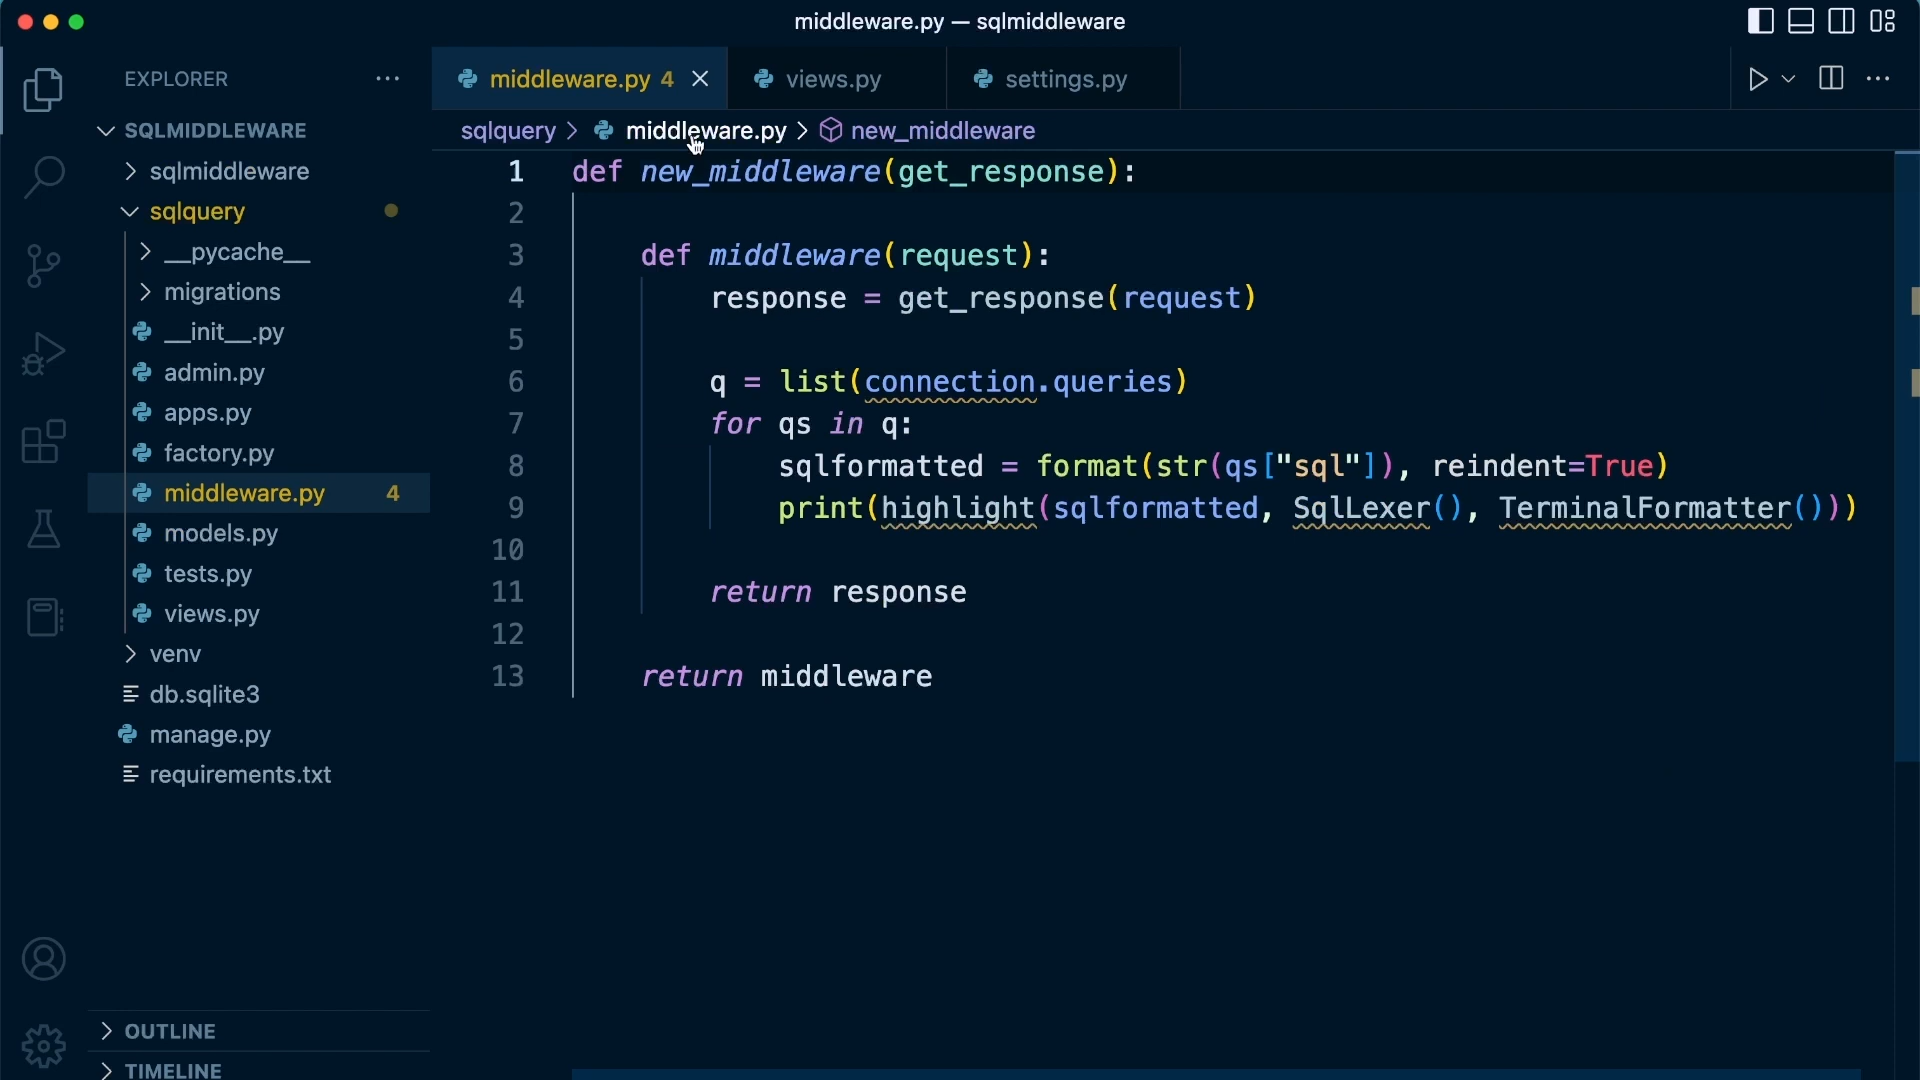 middleware.py — sqlmiddleware
EXPLORER
SQLMIDDLEWARE
sqlmiddleware
sqlquery
__pycache__
migrations
__init__.py
admin.py
apps.py
factory.py
middleware.py 4
models.py
tests.py
views.py
venv
db.sqlite3
manage.py
requirements.txt
OUTLINE
TIMELINE
middleware.py 4
views.py
settings.py
sqlquery > middleware.py > new_middleware
1 def new_middleware(get_response):
2
3 def middleware(request):
4 response = get_response(request)
5
6 q = list(connection.queries)
7 for qs in q:
8 sqlformatted = format(str(qs["sql"]), reindent=True)
9 print(highlight(sqlformatted, SqlLexer(), TerminalFormatter()))
10
11 return response
12
13 return middleware